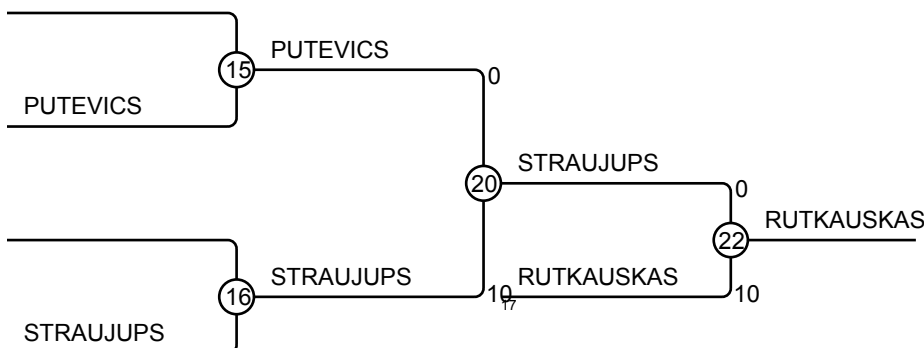 PUTEVICS
15
0
PUTEVICS
STRAUJUPS
20
0
RUTKAUSKAS
22
STRAUJUPS
RUTKAUSKAS
16
10
17
10
STRAUJUPS